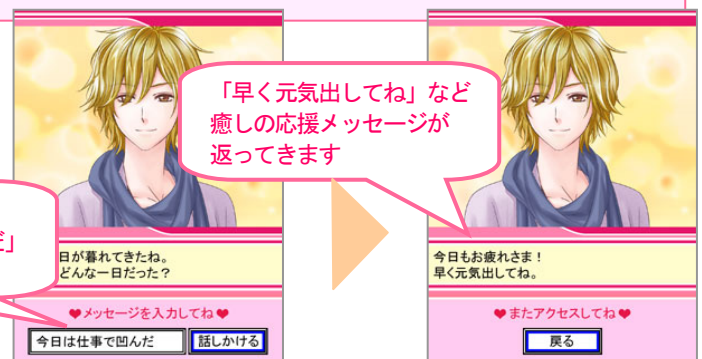 「早く元気出してね」など
癒しの応援メッセージが
返ってきます
」
日が暮れてきたね。
どんな一日だった？
♥メッセージを入力してね♥
今日は仕事で凹んだ
話しかける
今日もお疲れさま！
早く元気出してね。
♥またアクセスしてね♥
戻る